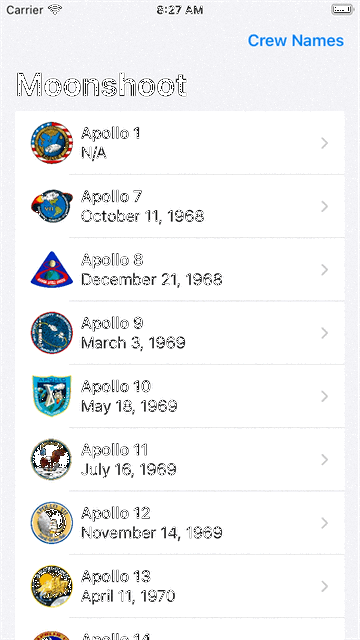 Carrier 8:27 AM
Crew Names
Moonshoot
Apollo 1
N/A
Apollo 7
October 11, 1968
Apollo 8
December 21, 1968
Apollo 9
March 3, 1969
Apollo 10
May 18, 1969
Apollo 11
July 16, 1969
Apollo 12
November 14, 1969
Apollo 13
April 11, 1970
Apollo 14